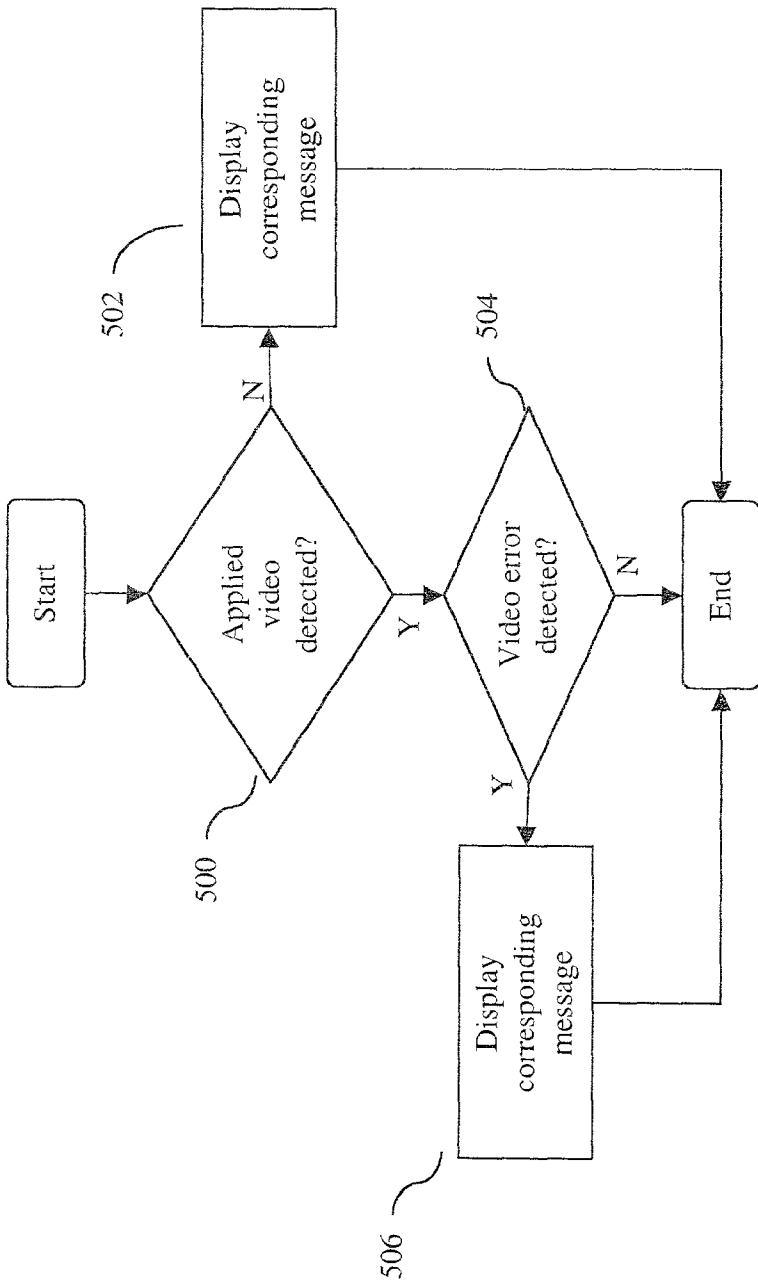 Start
500
Applied
video
detected?
N
502
Display
corresponding
message
Y
504
Video error
detected?
Y
506
Display
corresponding
message
N
End